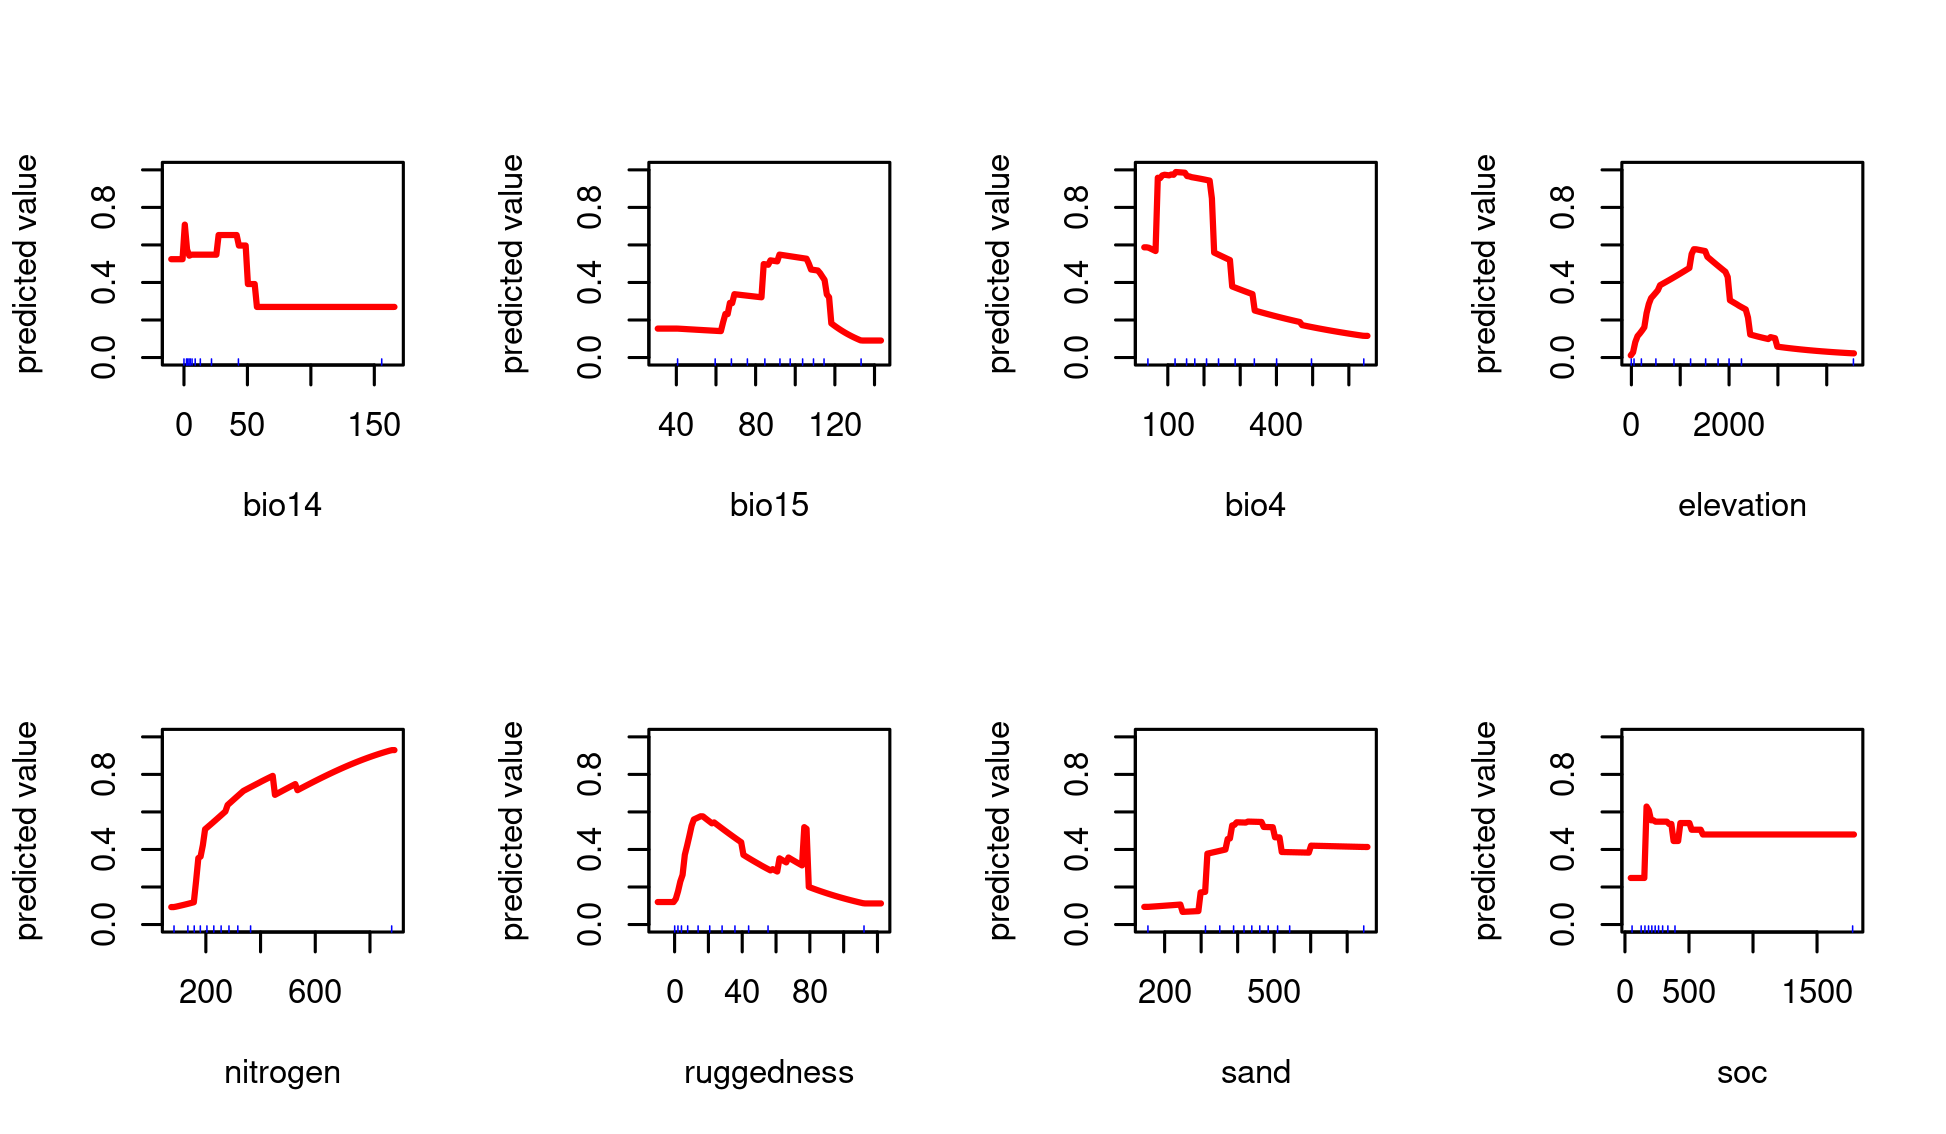 predicted value
0.0 0.4 0.8
0 50 150
bio14
predicted value
0.0 0.4 0.8
40 80 120
bio15
predicted value
0.0 0.4 0.8
100 400
bio4
predicted value
0.0 0.4 0.8
0 2000
elevation
predicted value
0.0 0.4 0.8
200 600
nitrogen
predicted value
0.0 0.4 0.8
0 40 80
ruggedness
predicted value
0.0 0.4 0.8
200 500
sand
predicted value
0.0 0.4 0.8
0 500 1500
soc